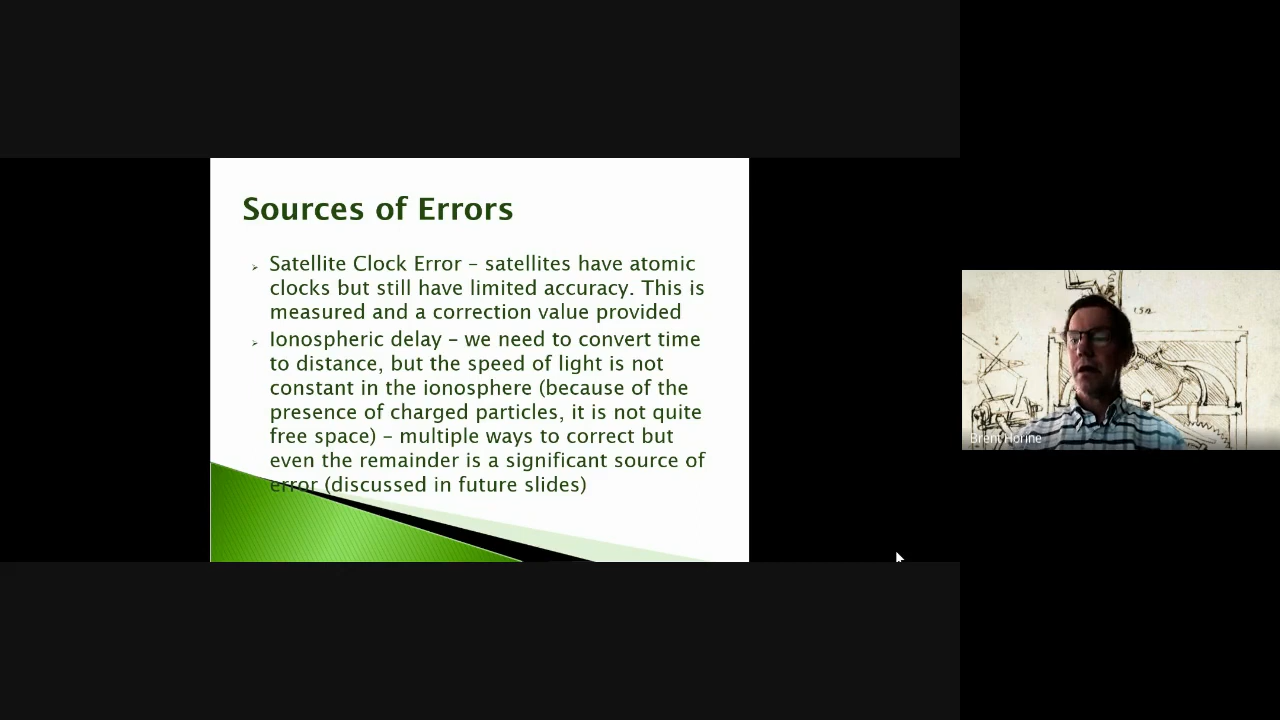 Sources of Errors
Satellite Clock Error – satellites have atomic
clocks but still have limited accuracy. This is
measured and a correction value provided
Ionospheric delay – we need to convert time
to distance, but the speed of light is not
constant in the ionosphere (because of the
presence of charged particles, it is not quite
free space) – multiple ways to correct but
even the remainder is a significant source of
error (discussed in future slides)
Brent Horine